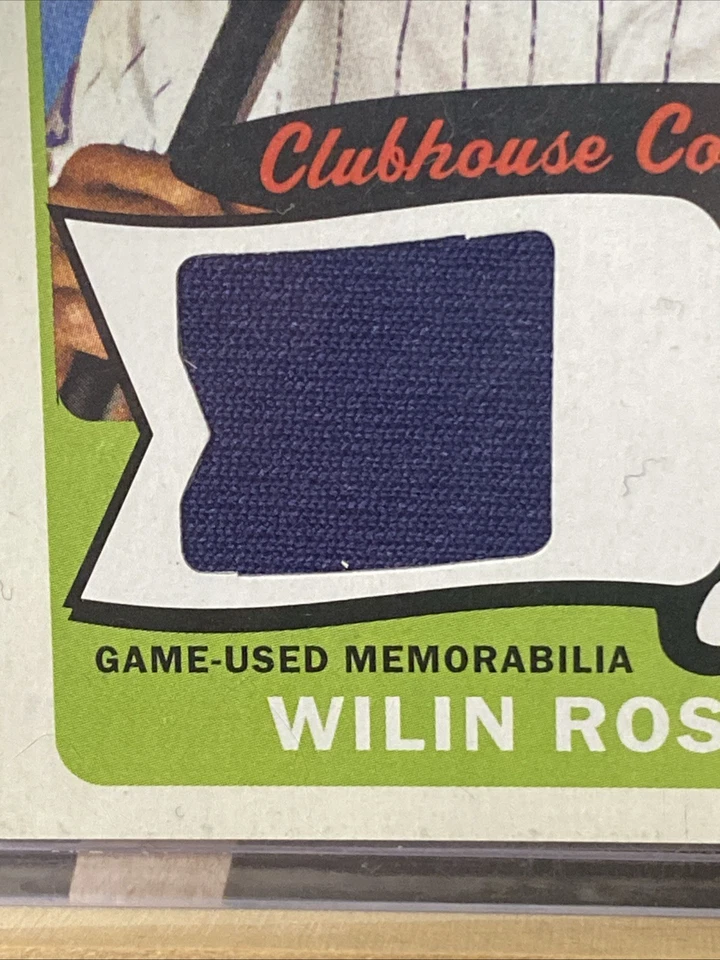 Clubhouse Co
GAME-USED MEMORABILIA
WILIN ROS